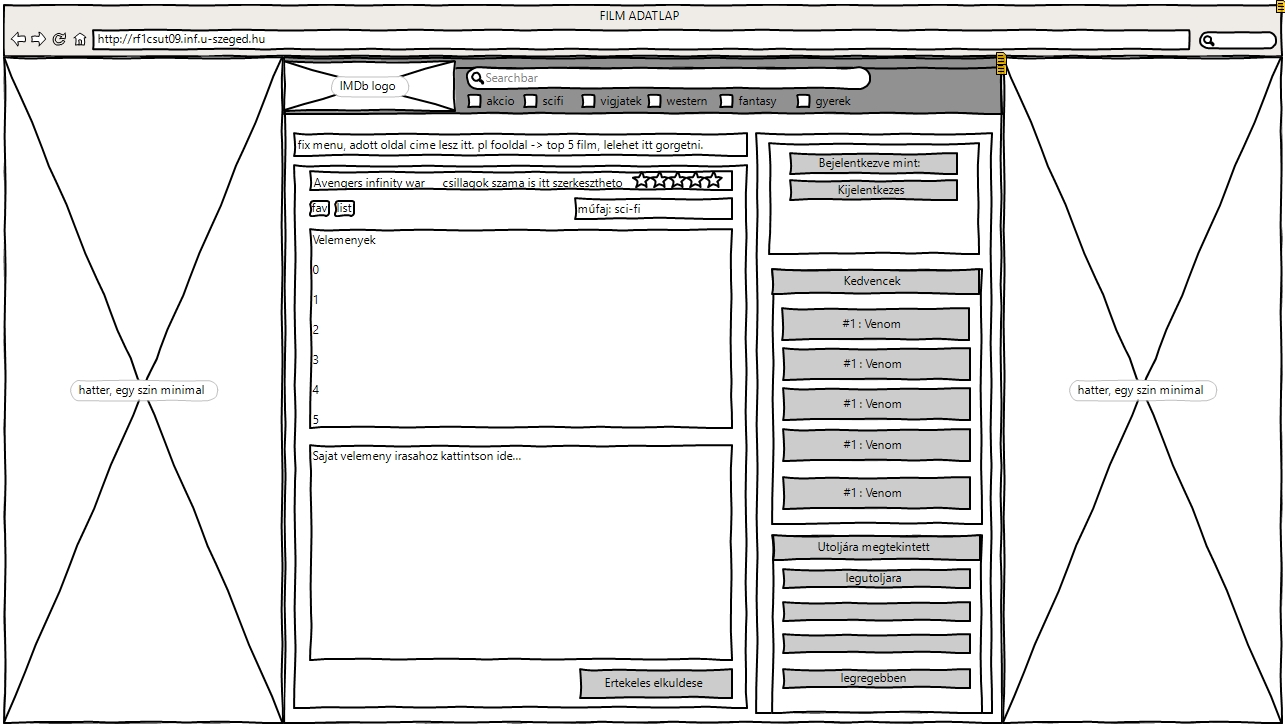 FILM ADATLAP
http://rf1csut09.inf.u-szeged.hu
IMDb logo
Searchbar
akcio scifi vigjatek western fantasy gyerek
fix menu, adott oldal cime lesz itt. pl fooldal -> top 5 film, lelehet itt gorgetni.
Avengers infinity war csillagok szama is itt szerkesztheto
fav list
műfaj: sci-fi
Velemenyek
0
1
2
3
4
5
Sajat velemeny irasahoz kattintson ide...
Ertekeles elkuldese
Bejelentkezve mint:
Kijelentkezes
Kedvencek
#1 : Venom
#1 : Venom
#1 : Venom
#1 : Venom
#1 : Venom
Utoljára megtekintett
legutoljara
legregebben
hatter, egy szin minimal
hatter, egy szin minimal